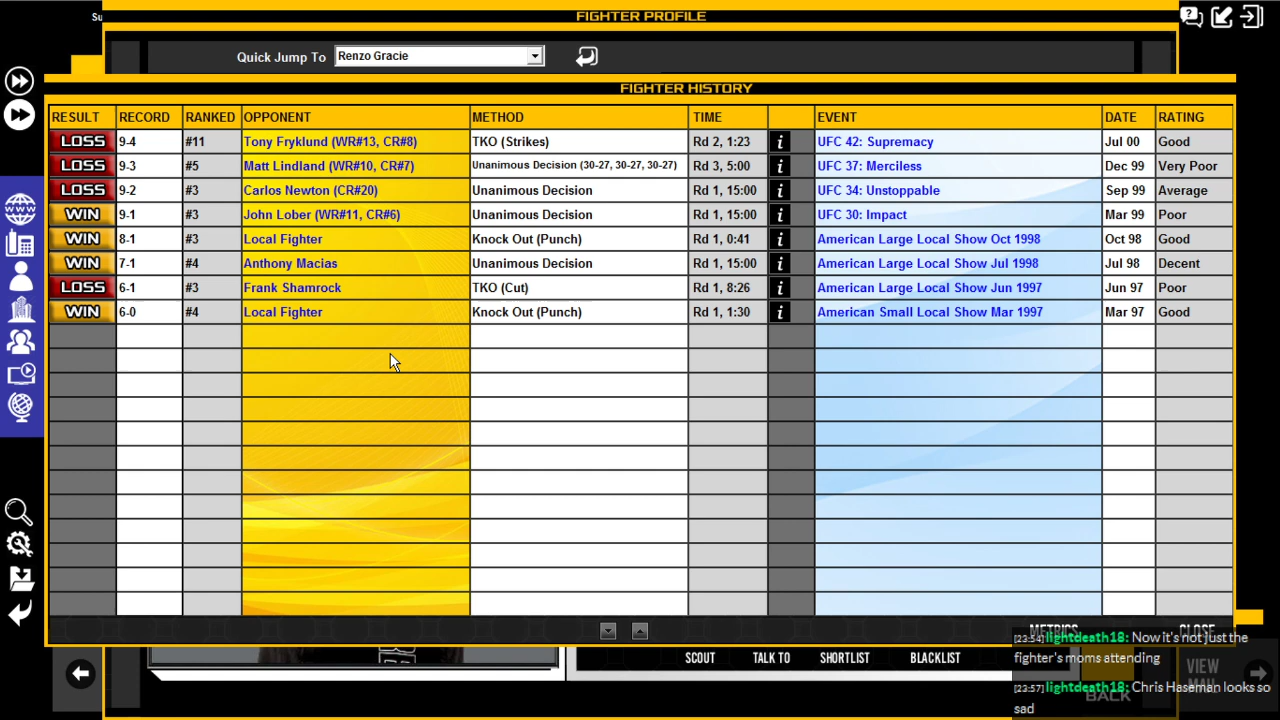 Su
FIGHTER PROFILE
Quick Jump To Renzo Gracie
FIGHTER HISTORY
RESULT RECORD RANKED OPPONENT METHOD TIME EVENT DATE RATING
LOSS 9-4 #11 Tony Fryklund (WR#13, CR#8) TKO (Strikes) Rd 2, 1:23 i UFC 42: Supremacy Jul 00 Good
LOSS 9-3 #5 Matt Lindland (WR#10, CR#7) Unanimous Decision (30-27, 30-27, 30-27) Rd 3, 5:00 i UFC 37: Merciless Dec 99 Very Poor
LOSS 9-2 #3 Carlos Newton (CR#20) Unanimous Decision Rd 1, 15:00 i UFC 34: Unstoppable Sep 99 Average
WIN 9-1 #3 John Lober (WR#11, CR#6) Unanimous Decision Rd 1, 15:00 i UFC 30: Impact Mar 99 Poor
WIN 8-1 #3 Local Fighter Knock Out (Punch) Rd 1, 0:41 i American Large Local Show Oct 1998 Oct 98 Good
WIN 7-1 #4 Anthony Macias Unanimous Decision Rd 1, 15:00 i American Large Local Show Jul 1998 Jul 98 Decent
LOSS 6-1 #3 Frank Shamrock TKO (Cut) Rd 1, 8:26 i American Large Local Show Jun 1997 Jun 97 Poor
WIN 6-0 #4 Local Fighter Knock Out (Punch) Rd 1, 1:30 i American Small Local Show Mar 1997 Mar 97 Good
METRICS CLOSE
[23:54] lightdeath18: Now it's not just the
fighter's moms attending
[23:57] lightdeath18: Chris Haseman looks so
sad
SCOUT TALK TO SHORTLIST BLACKLIST
BACK
VIEW
MAIL
WWW